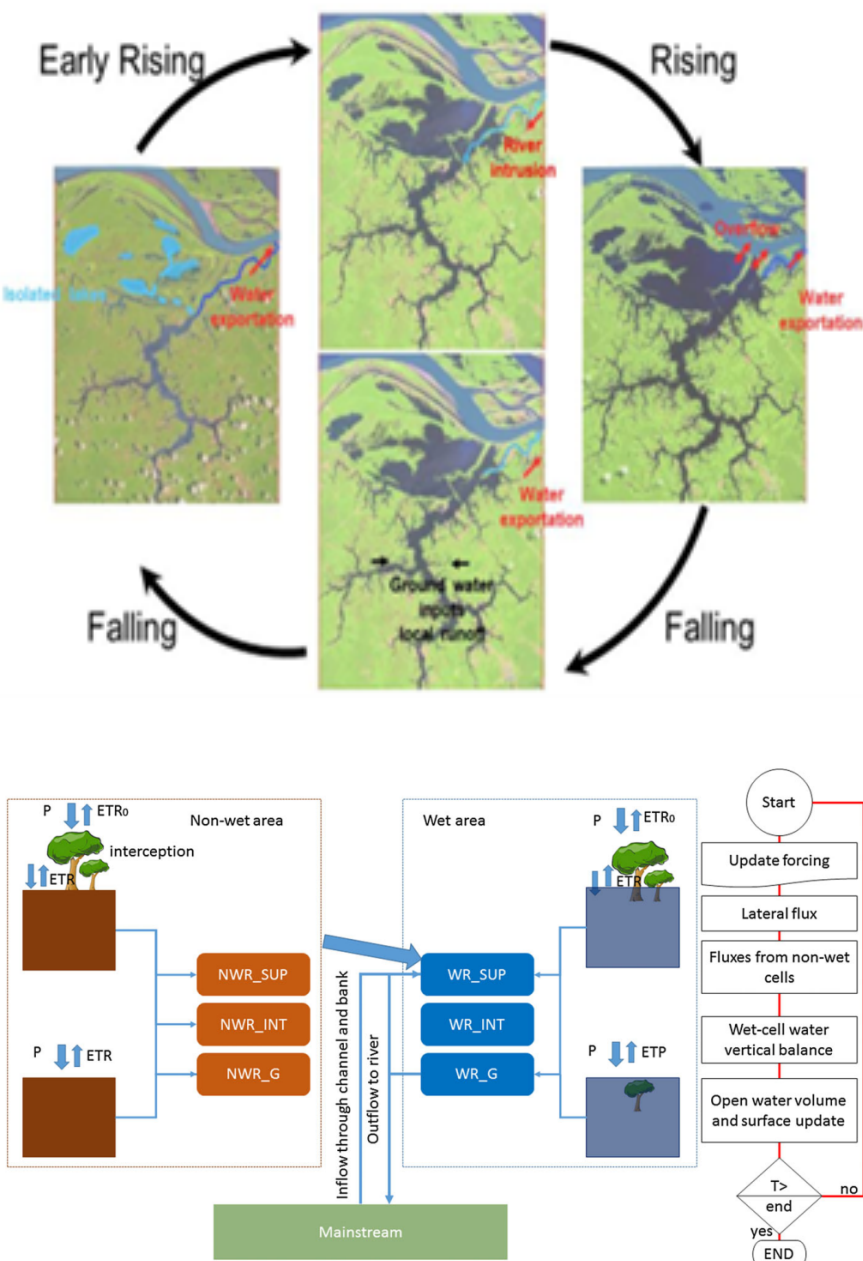 Early Rising
Rising
River
intrusion
Isolated lakes
Water
exportation
Overflow
Water
exportation
Water
exportation
Ground water
inputs
local runoff
Falling
Falling
P
ETR₀
Non-wet area
interception
ETR
NWR_SUP
NWR_INT
NWR_G
P
ETR
Inflow through channel and bank
Outflow to river
Mainstream
Wet area
P
ETR₀
ETR
WR_SUP
WR_INT
WR_G
P
ETP
Start
Update forcing
Lateral flux
Fluxes from non-wet
cells
Wet-cell water
vertical balance
Open water volume
and surface update
T>
end
no
yes
END